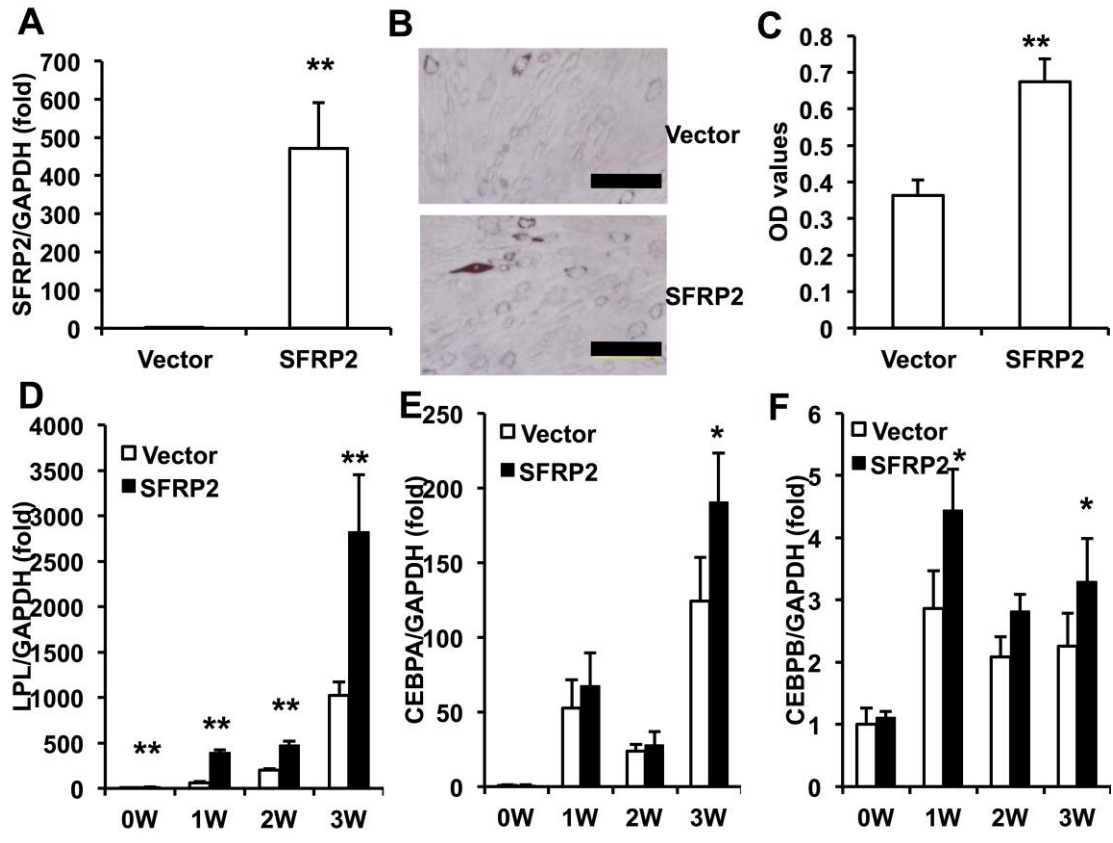 A
SFRP2/GAPDH (fold)
700
600
500
400
300
200
100
0
**
Vector SFRP2
B
Vector
SFRP2
C
OD values
0.8
0.7
0.6
0.5
0.4
0.3
0.2
0.1
0
**
Vector SFRP2
D
LPL/GAPDH (fold)
4000
3500
3000
2500
2000
1500
1000
500
0
Vector
SFRP2
** ** ** **
0W 1W 2W 3W
E
CEBPA/GAPDH (fold)
250
200
150
100
50
0
Vector
SFRP2
*
0W 1W 2W 3W
F
CEBPB/GAPDH (fold)
6
5
4
3
2
1
0
Vector
SFRP2
* *
0W 1W 2W 3W